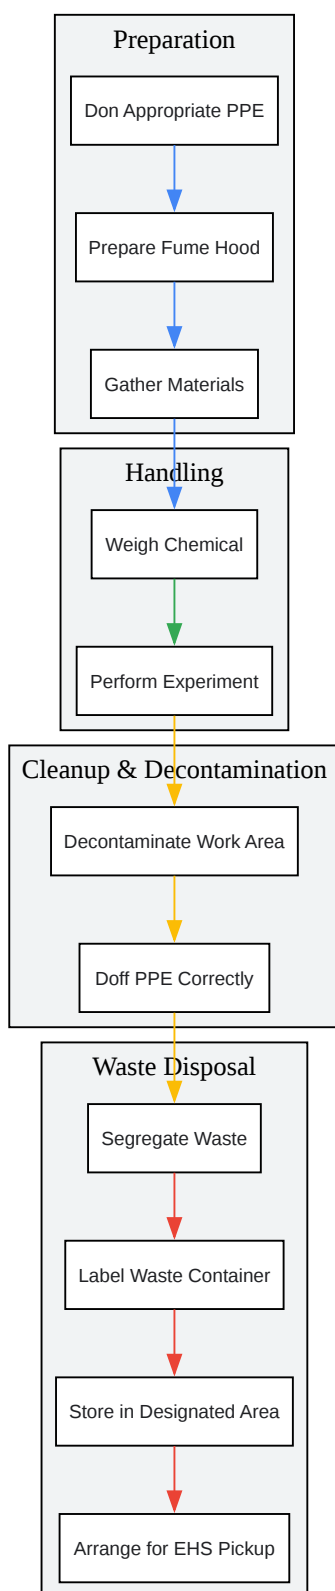 Preparation
Don Appropriate PPE
Prepare Fume Hood
Gather Materials
Handling
Weigh Chemical
Perform Experiment
Cleanup & Decontamination
Decontaminate Work Area
Doff PPE Correctly
Waste Disposal
Segregate Waste
Label Waste Container
Store in Designated Area
Arrange for EHS Pickup